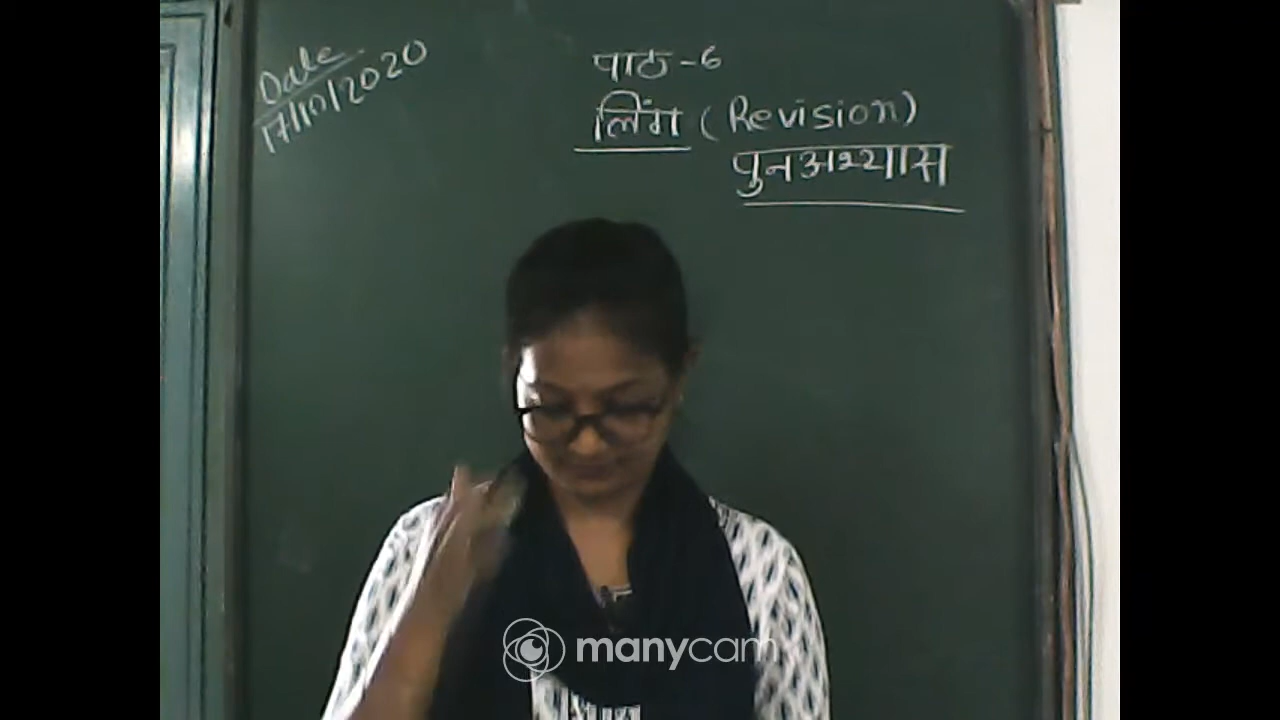 Date
17/10/2020
पाठ - 6
लिंग (Revision)
पुनअभ्यास
manycam